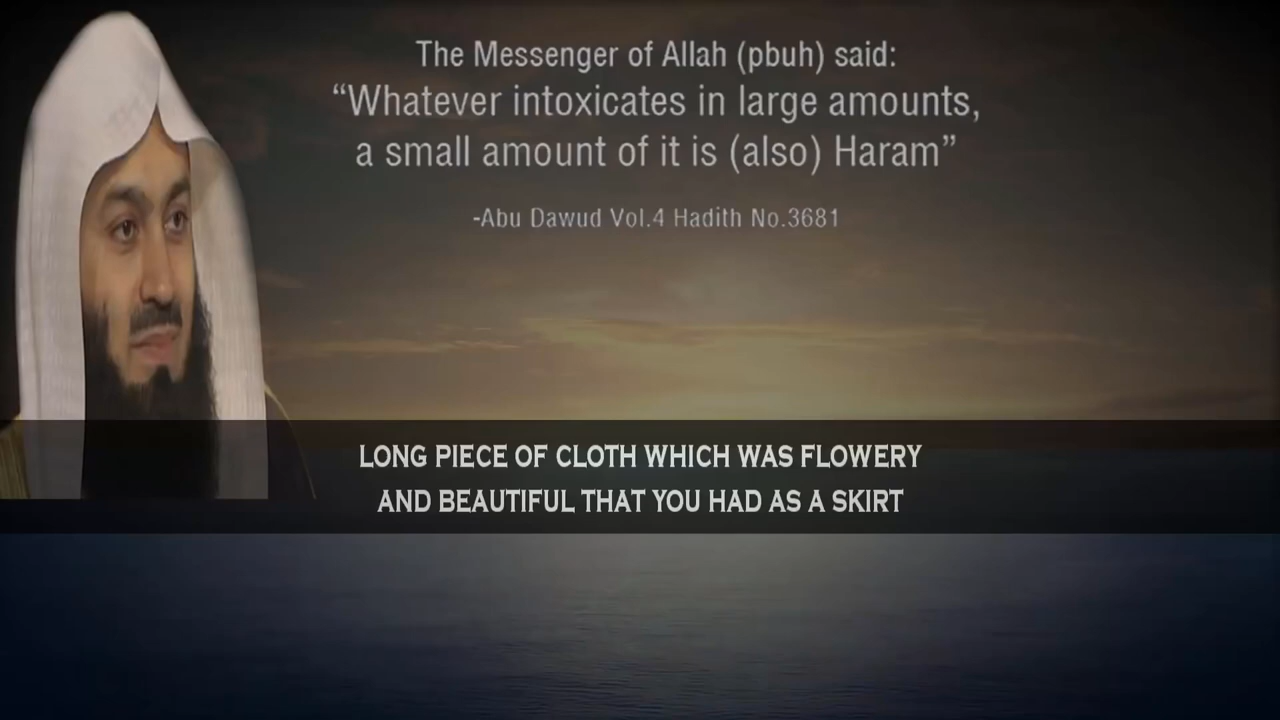 The Messenger of Allah (pbuh) said:
“Whatever intoxicates in large amounts,
a small amount of it is (also) Haram”
-Abu Dawud Vol.4 Hadith No.3681
LONG PIECE OF CLOTH WHICH WAS FLOWERY
AND BEAUTIFUL THAT YOU HAD AS A SKIRT